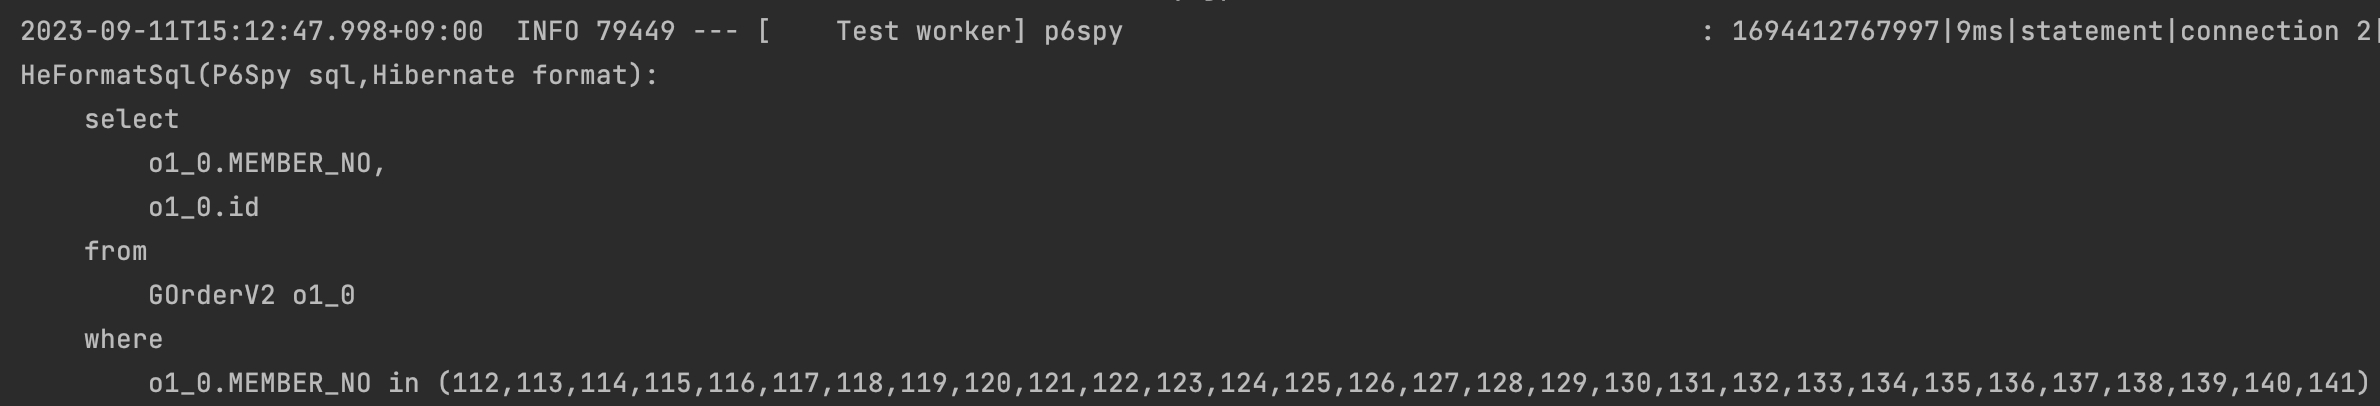 2023-09-11T15:12:47.998+09:00  INFO 79449 --- [    Test worker] p6spy                                    : 1694412767997|9ms|statement|connection 2|
HeFormatSql(P6Spy sql,Hibernate format):
    select
        o1_0.MEMBER_NO,
        o1_0.id
    from
        GOrderV2 o1_0
    where
        o1_0.MEMBER_NO in (112,113,114,115,116,117,118,119,120,121,122,123,124,125,126,127,128,129,130,131,132,133,134,135,136,137,138,139,140,141)